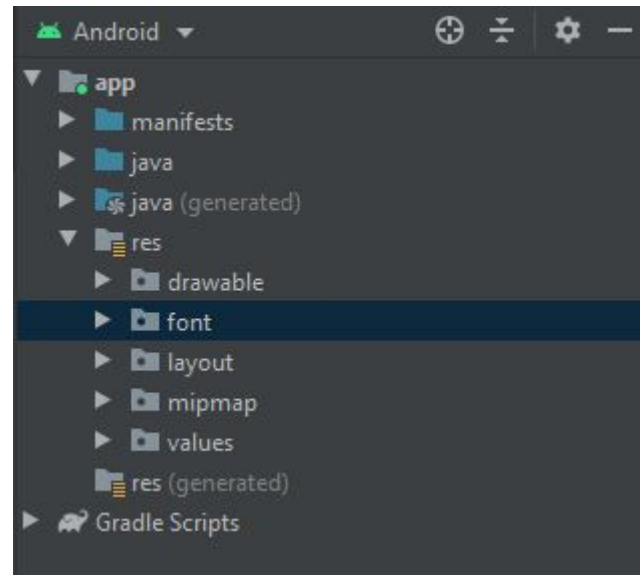 Android
app
manifests
java
java (generated)
res
drawable
font
layout
mipmap
values
res (generated)
Gradle Scripts